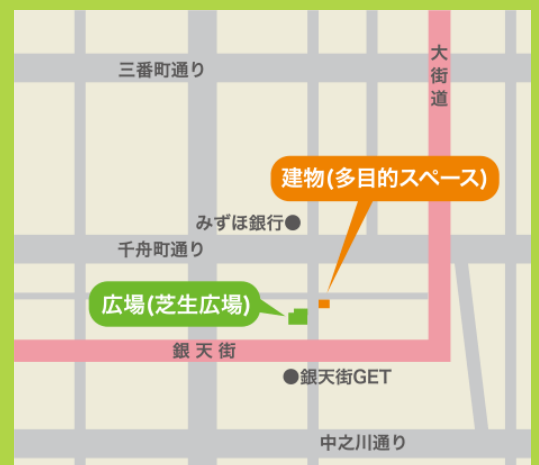 三番町通り
大街道
建物(多目的スペース)
みずほ銀行●
千舟町通り
広場(芝生広場)
銀天街
●銀天街GET
中之川通り